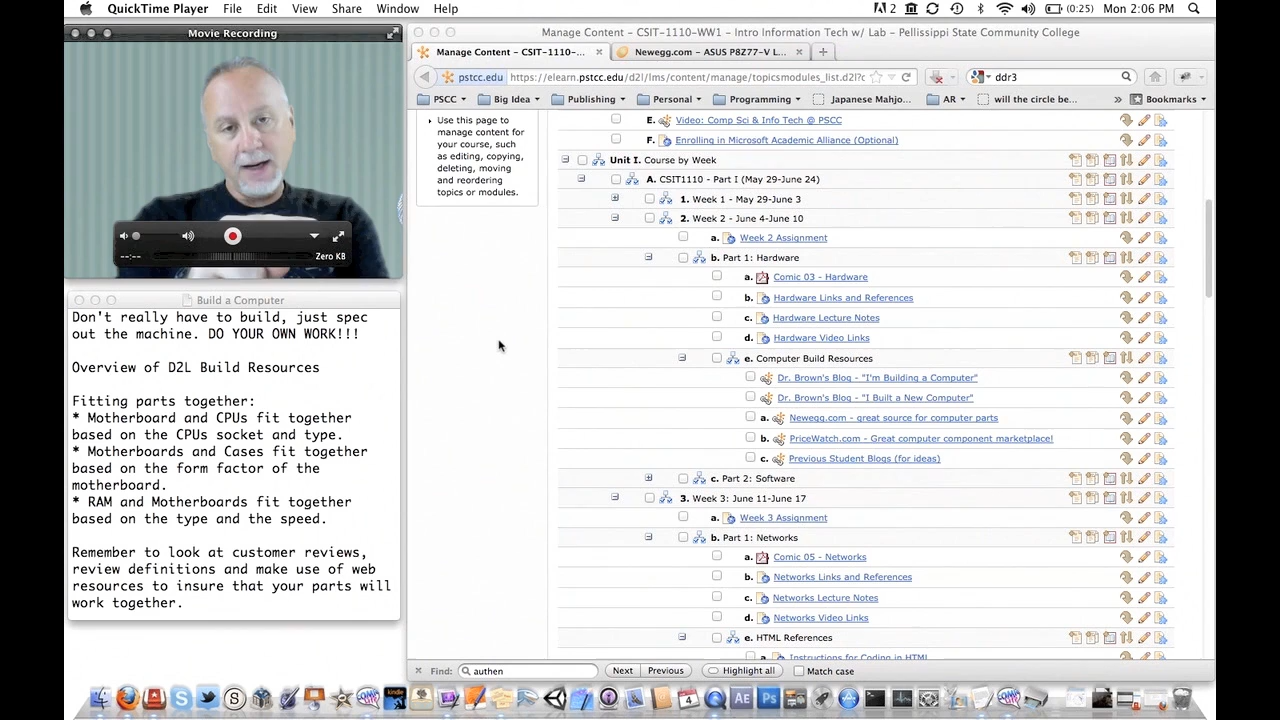 QuickTime Player File Edit View Share Window Help
2 (0:25) Mon 2:06 PM
Movie Recording
--:-- Zero KB
Build a Computer
Don't really have to build, just spec
out the machine. DO YOUR OWN WORK!!!
Overview of D2L Build Resources
Fitting parts together:
* Motherboard and CPUs fit together
based on the CPUs socket and type.
* Motherboards and Cases fit together
based on the form factor of the
motherboard.
* RAM and Motherboards fit together
based on the type and the speed.
Remember to look at customer reviews,
review definitions and make use of web
resources to insure that your parts will
work together.
Manage Content – CSIT-1110-WW1 – Intro Information Tech w/ Lab – Pellissippi State Community College
Manage Content – CSIT-1110-... Newegg.com – ASUS P8Z77-V L...
pstcc.edu https://elearn.pstcc.edu/d2l/lms/content/manage/topicsmodules_list.d2l?c ddr3
PSCC Big Idea Publishing Personal Programming Japanese Mahjo... AR will the circle be... » Bookmarks
Use this page to
manage content for
your course, such
as editing, copying,
deleting, moving
and reordering
topics or modules.
E. Video: Comp Sci & Info Tech @ PSCC
F. Enrolling in Microsoft Academic Alliance (Optional)
Unit I. Course by Week
A. CSIT1110 - Part I (May 29-June 24)
1. Week 1 - May 29-June 3
2. Week 2 - June 4-June 10
a. Week 2 Assignment
b. Part 1: Hardware
a. Comic 03 - Hardware
b. Hardware Links and References
c. Hardware Lecture Notes
d. Hardware Video Links
e. Computer Build Resources
Dr. Brown's Blog - "I'm Building a Computer"
Dr. Brown's Blog - "I Built a New Computer"
a. Newegg.com - great source for computer parts
b. PriceWatch.com - Great computer component marketplace!
c. Previous Student Blogs (for ideas)
c. Part 2: Software
3. Week 3: June 11-June 17
a. Week 3 Assignment
b. Part 1: Networks
a. Comic 05 - Networks
b. Networks Links and References
c. Networks Lecture Notes
d. Networks Video Links
e. HTML References
a. Instructions for Coding in HTML
Find: authen Next Previous Highlight all Match case